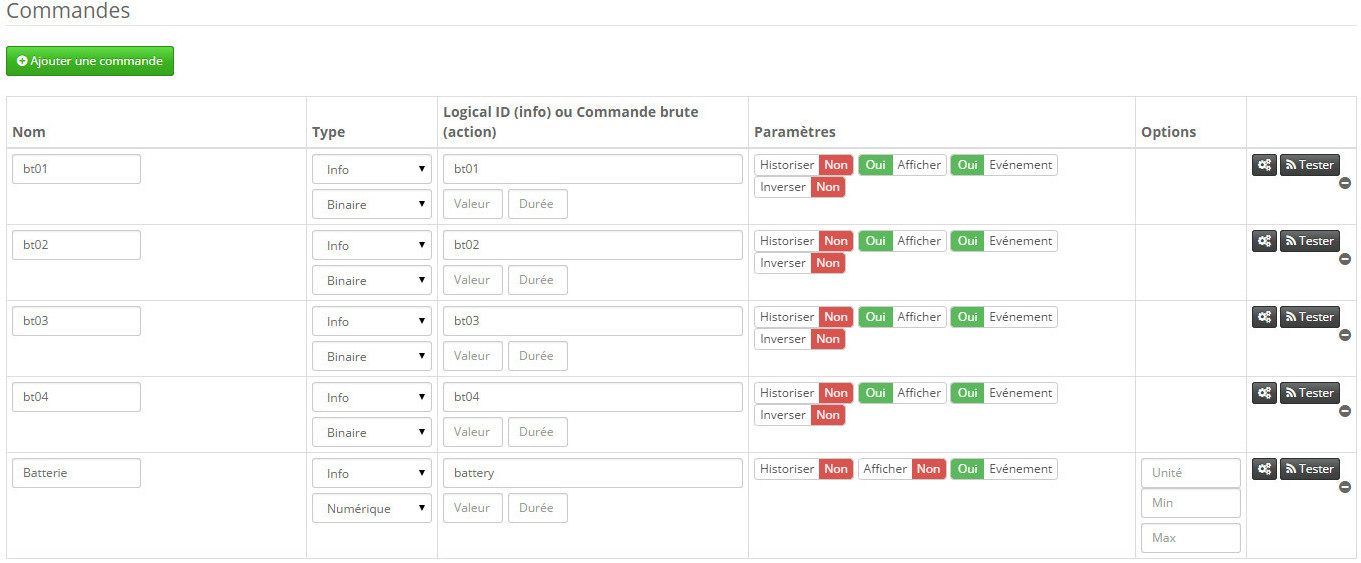 Commandes
Ajouter une commande
Nom Type Logical ID (info) ou Commande brute (action) Paramètres Options
bt01 Info bt01 Historiser Non Oui Afficher Oui Evénement Tester
Inverser Non
Binaire Valeur Durée
bt02 Info bt02 Historiser Non Oui Afficher Oui Evénement Tester
Inverser Non
Binaire Valeur Durée
bt03 Info bt03 Historiser Non Oui Afficher Oui Evénement Tester
Inverser Non
Binaire Valeur Durée
bt04 Info bt04 Historiser Non Oui Afficher Oui Evénement Tester
Inverser Non
Binaire Valeur Durée
Batterie Info battery Historiser Non Afficher Non Oui Evénement Unité Tester
Numérique Valeur Durée Min
Max